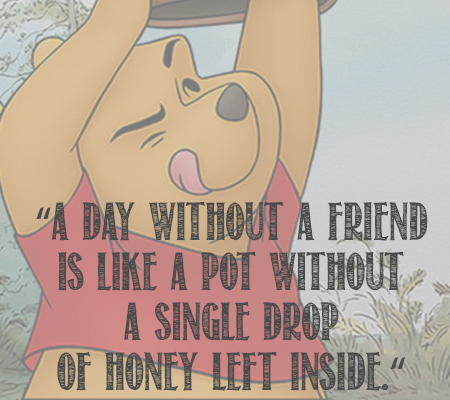 “A DAY WITHOUT A FRIEND
IS LIKE A POT WITHOUT
A SINGLE DROP
OF HONEY LEFT INSIDE.“